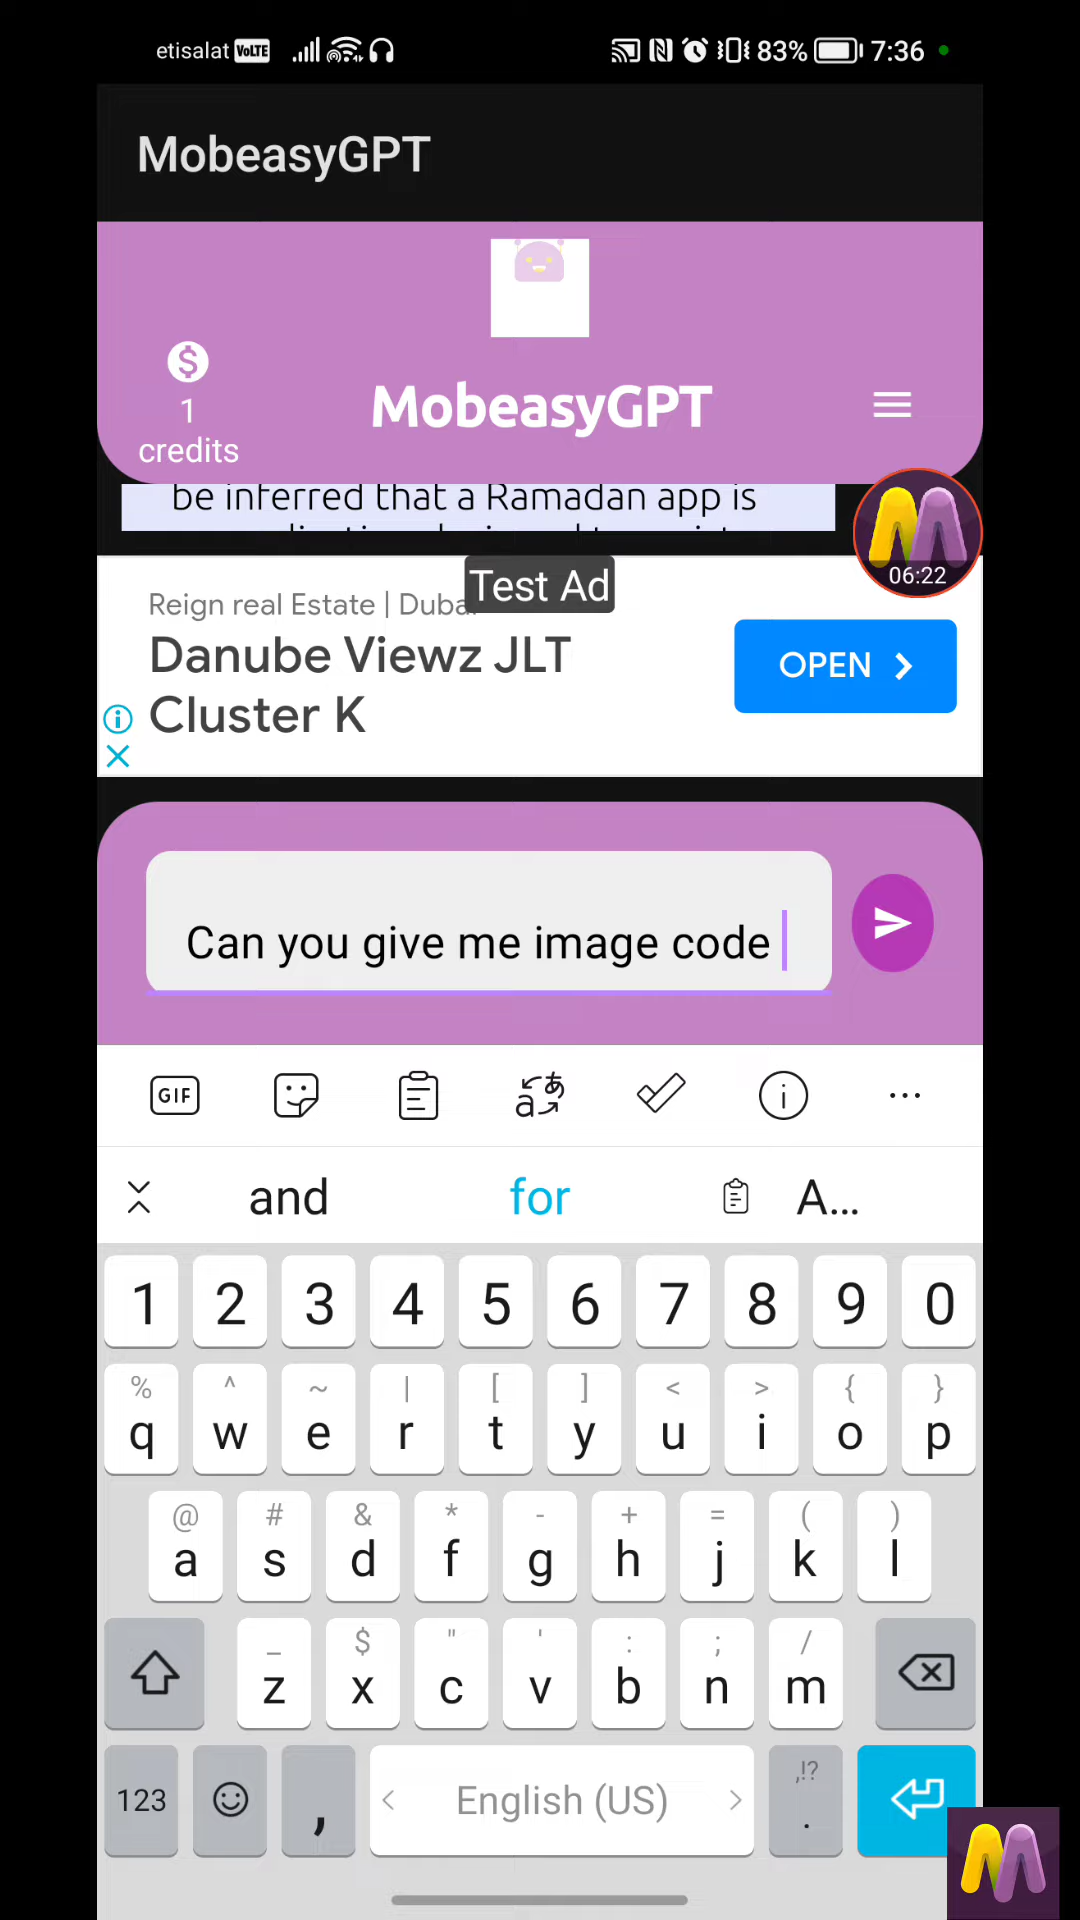 etisalat VoLTE 83% 7:36
MobeasyGPT
1
credits
MobeasyGPT
be inferred that a Ramadan app is
06:22
Test Ad
Reign real Estate | Duba
Danube Viewz JLT
Cluster K
OPEN
Can you give me image code
GIF
and for A...
1 2 3 4 5 6 7 8 9 0
% ^ ~ | [ ] < > { }
q w e r t y u i o p
@ # & * - + = ( )
a s d f g h j k l
_ $ " ' : ; /
z x c v b n m
123 , < English (US) > ,!? .